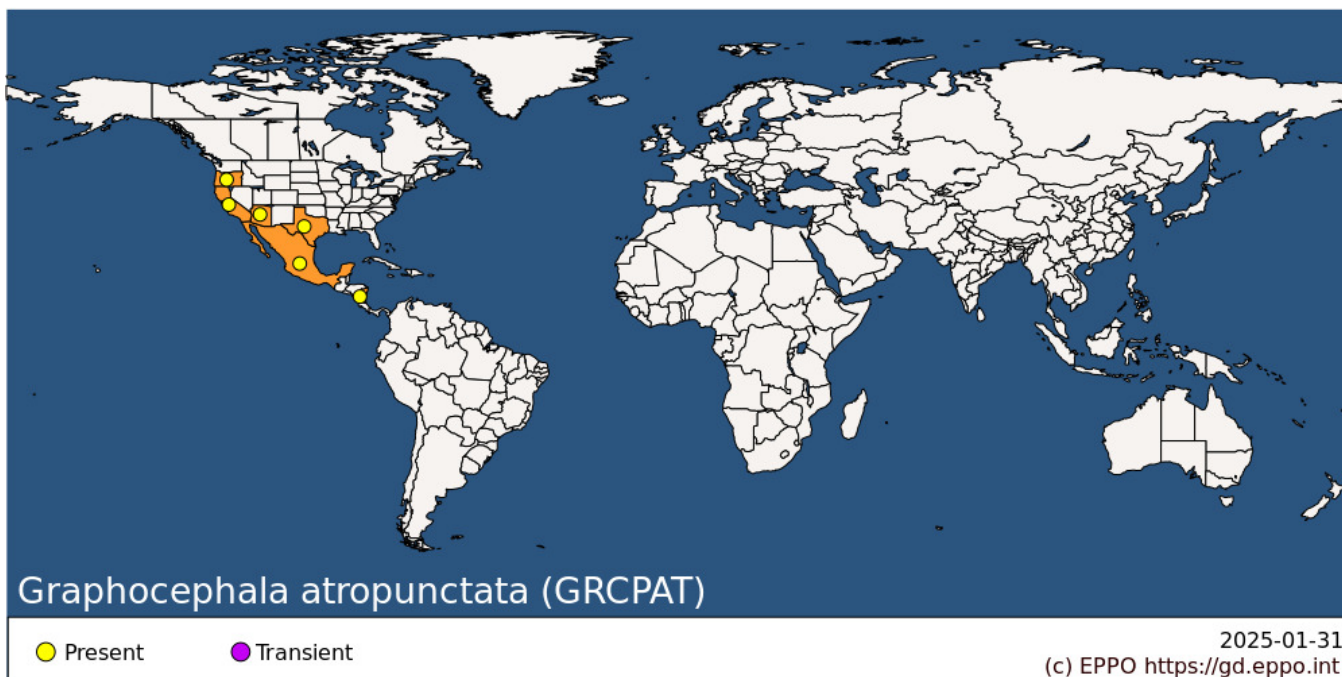 Graphocephala atropunctata (GRCPAT)
Present
Transient
2025-01-31
(c) EPPO https://gd.eppo.int